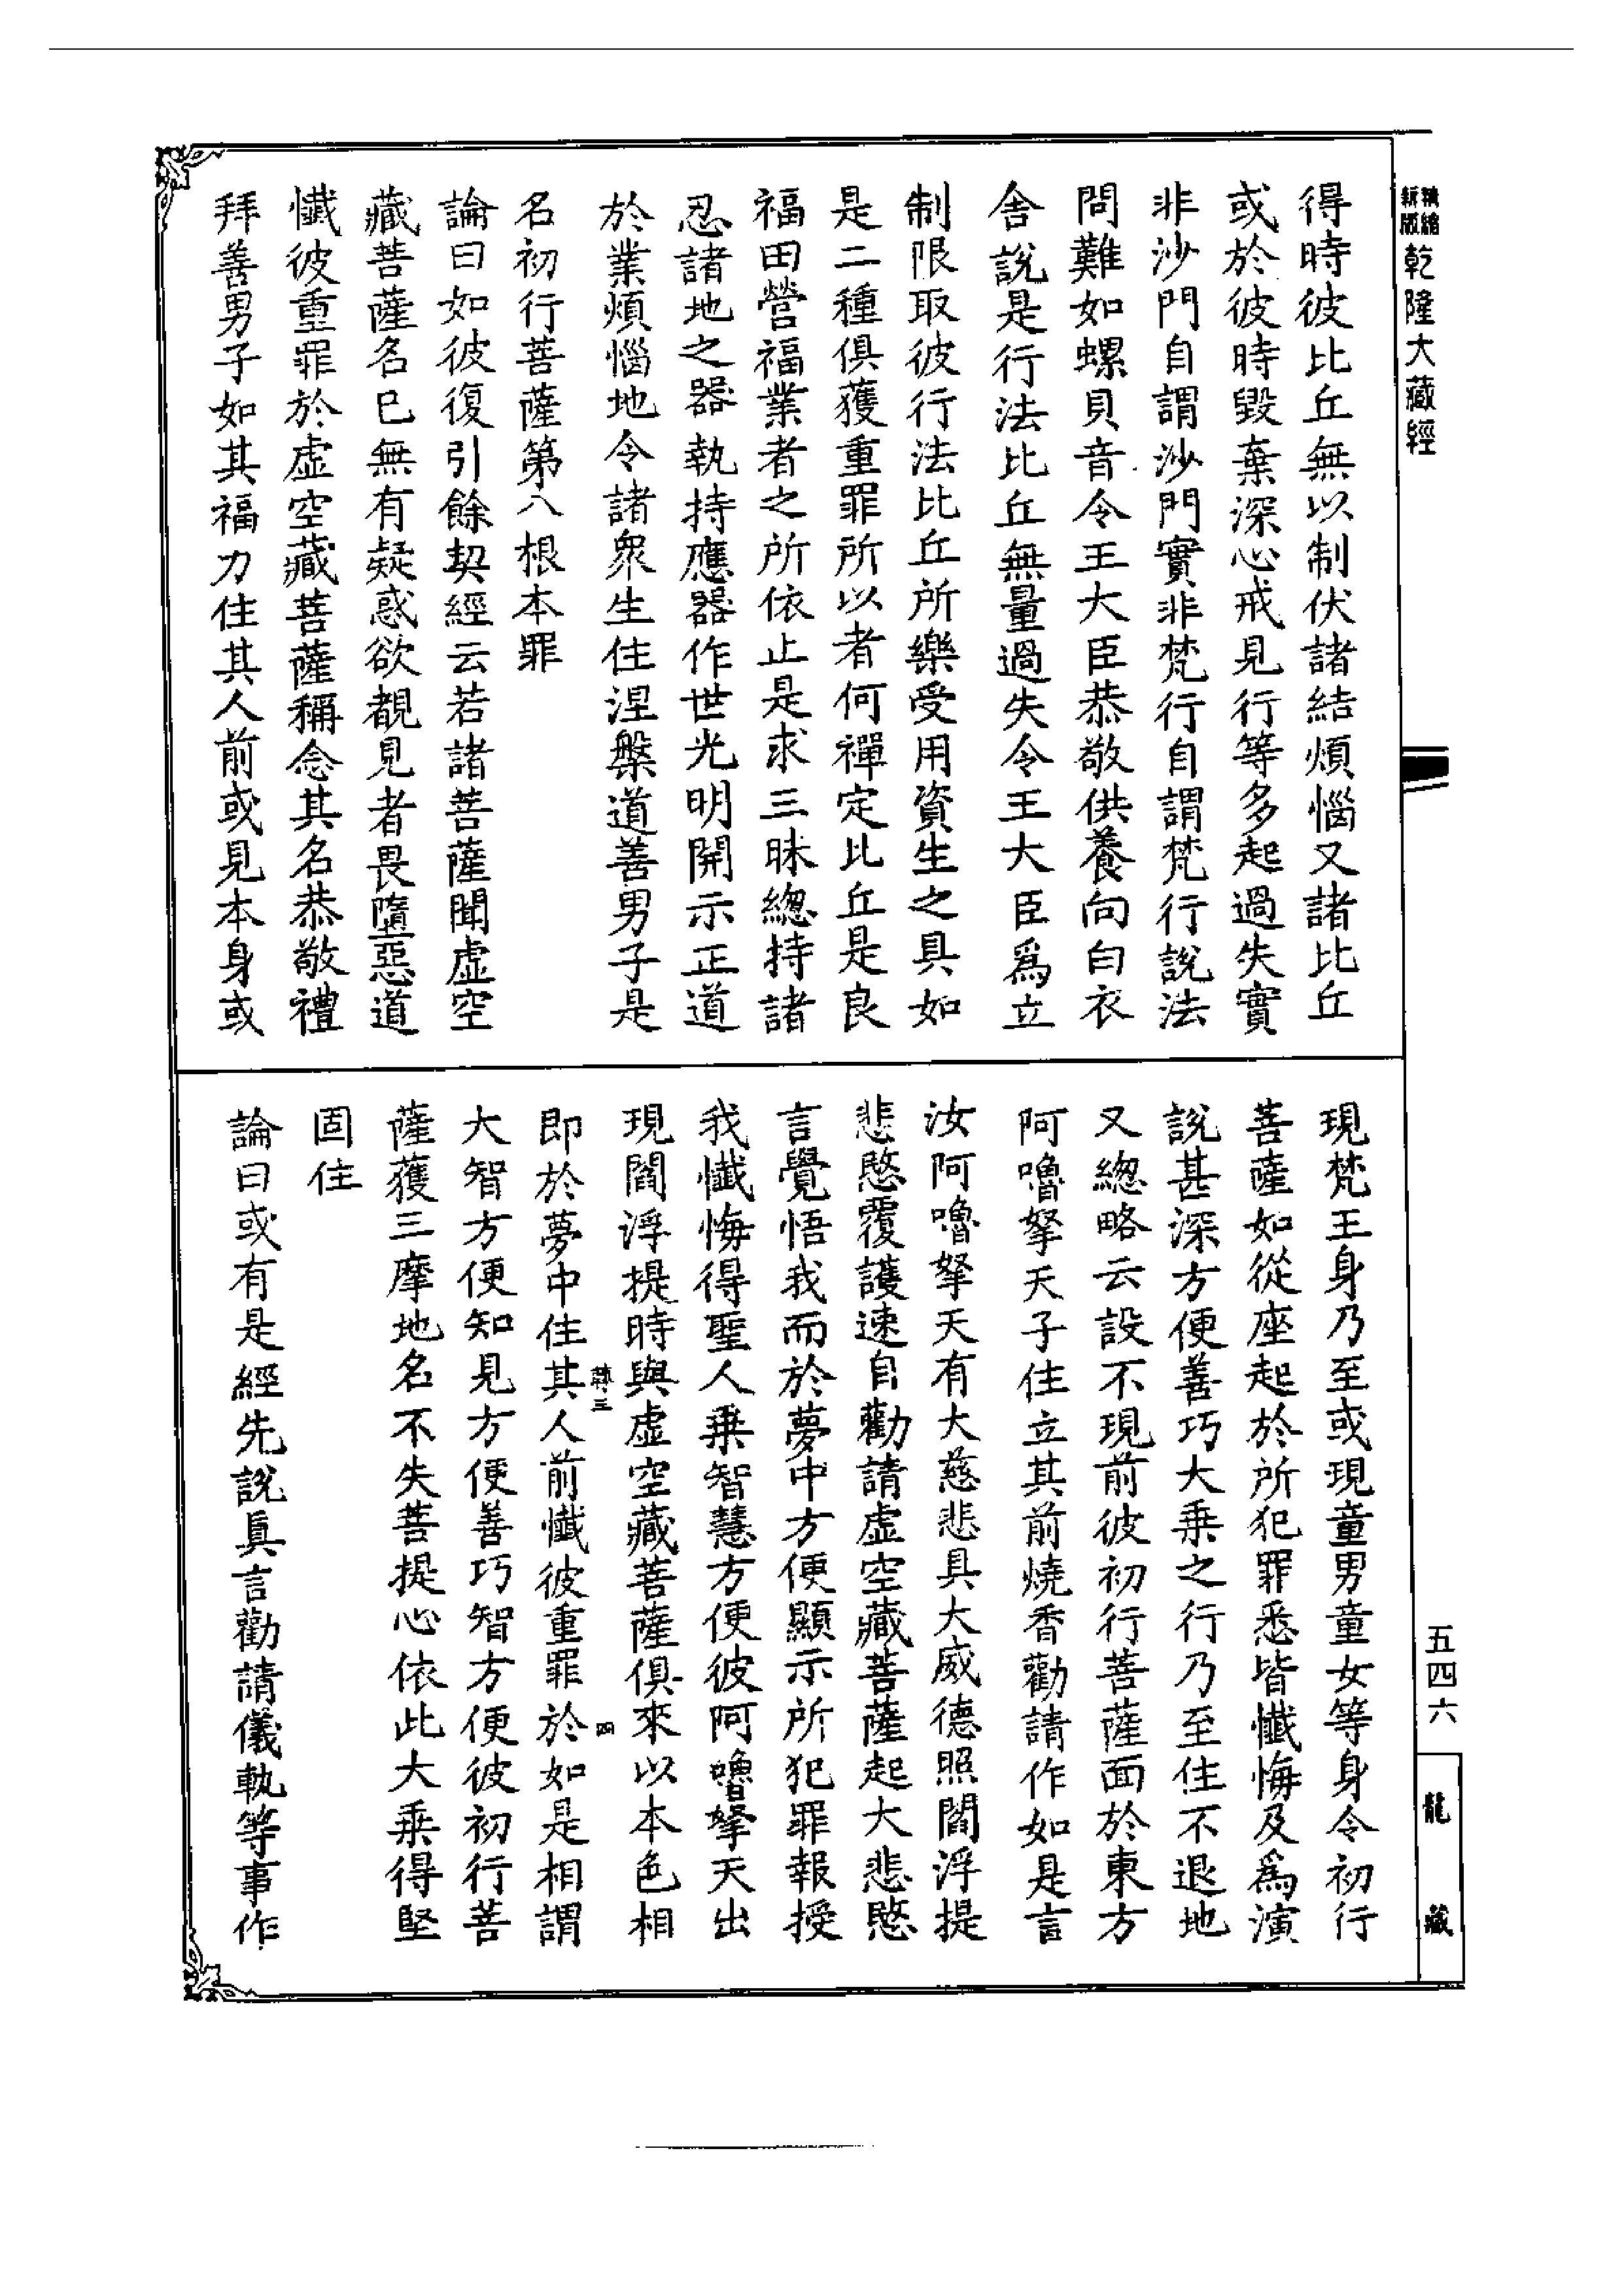 精縮新版乾隆大藏經
得時彼比丘無以制伏諸結煩惱又諸比丘
或於彼時毀棄深心戒見行等多起過失實
非沙門自謂沙門實非梵行自謂梵行說法
問難如螺貝音令王大臣恭敬供養向白衣
舍說是行法比丘無量過失令王大臣為立
制限取彼行法比丘所樂受用資生之具如
是二種俱獲重罪所以者何禪定比丘是良
福田營福業者之所依止是求三昧總持諸
忍諸地之器執持應器作世光明開示正道
於業煩惱地令諸眾生住涅槃道善男子是
名初行菩薩第八根本罪
論曰如彼復引餘契經云若諸菩薩聞虛空
藏菩薩名已無有疑惑欲覩見者畏墮惡道
懺彼重罪於虛空藏菩薩稱念其名恭敬禮
拜善男子如其福力住其人前或見本身或
現梵王身乃至或現童男童女等身令初行
菩薩如從座起於所犯罪悉皆懺悔及為演
說甚深方便善巧大乘之行乃至住不退地
又總略云設不現前彼初行菩薩面於東方
阿嚕拏天子住立其前燒香勸請作如是言
汝阿嚕拏天有大慈悲具大威德照閻浮提
悲愍覆護速自勸請虛空藏菩薩起大悲愍
言覺悟我而於夢中方便顯示所犯罪報授
我懺悔得聖人乘智慧方便彼阿嚕拏天出
現閻浮提時與虛空藏菩薩俱來以本色相
即於夢中住其人前懺彼重罪於如是相謂
大智方便知見方便善巧智方便彼初行菩
薩獲三摩地名不失菩提心依此大乘得堅
固住
論曰或有是經先說真言勸請儀軌等事作
五四六
龍藏